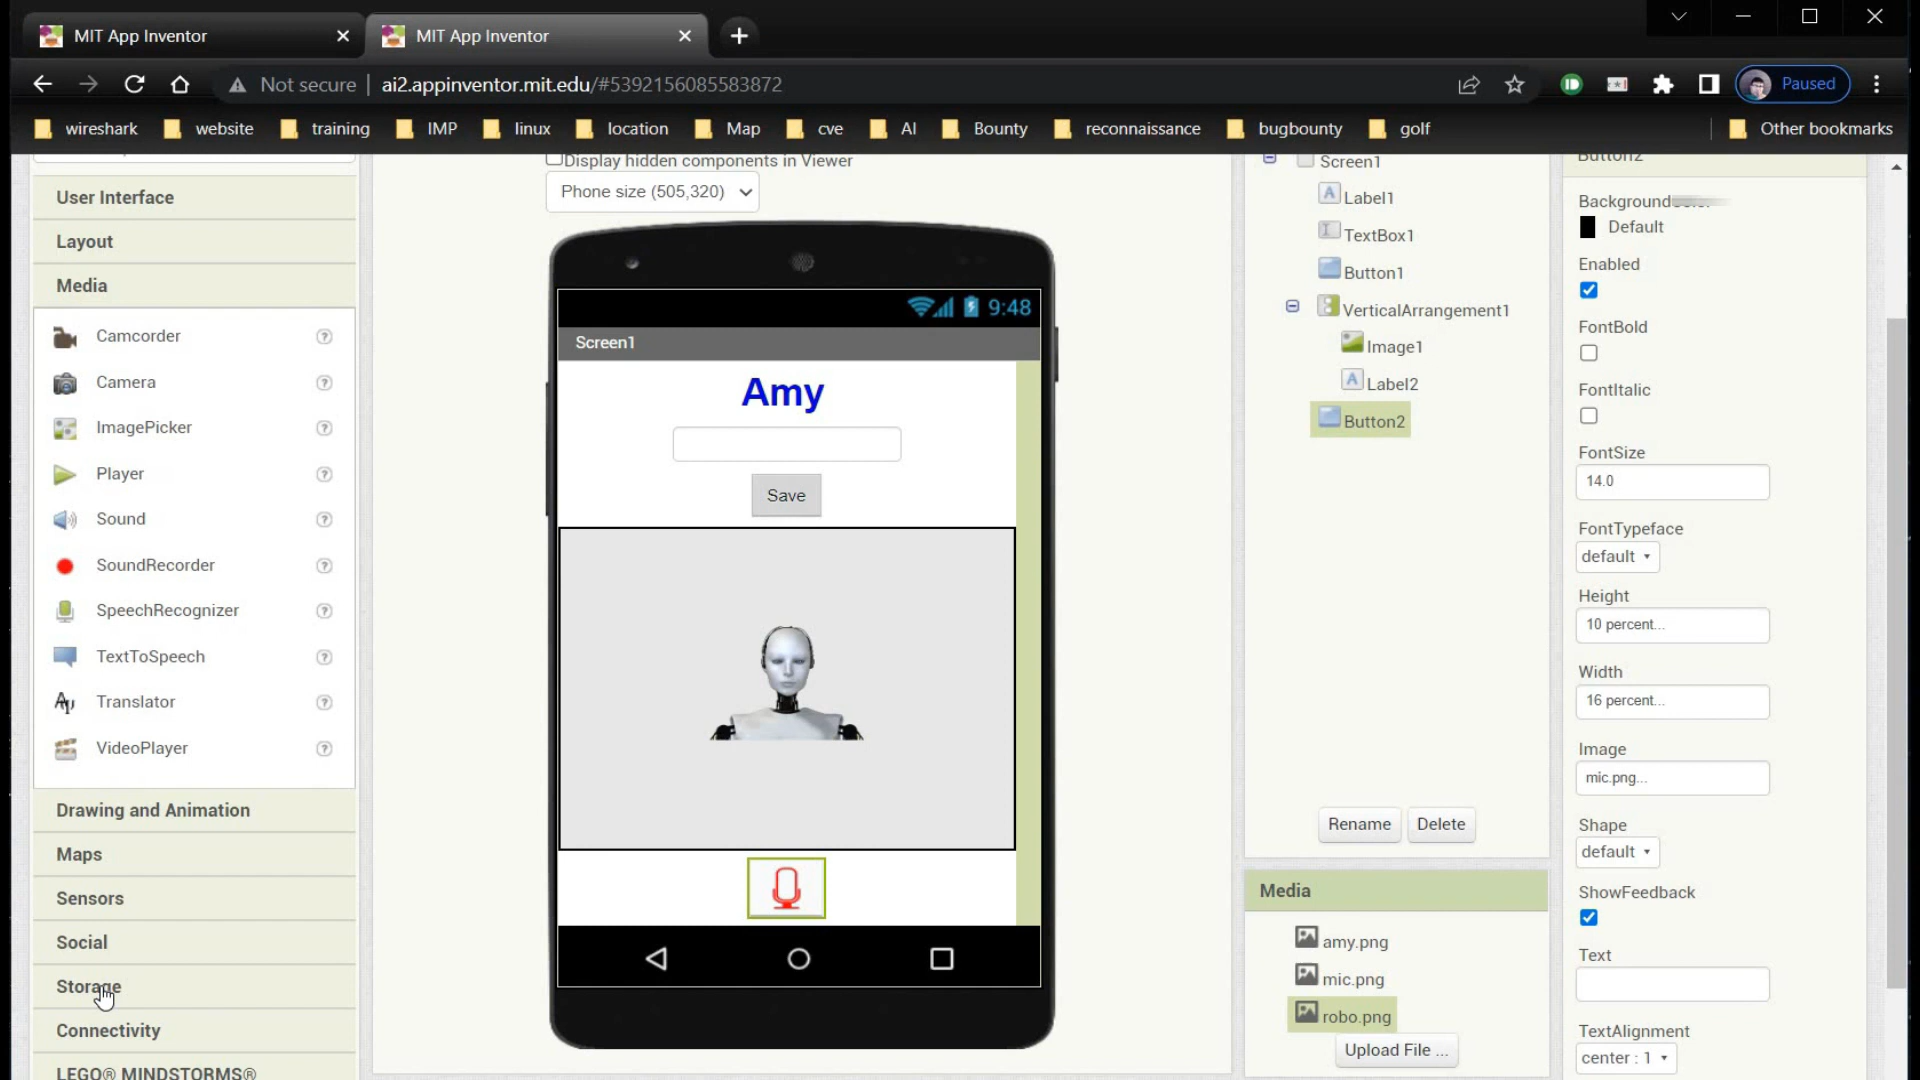 MIT App Inventor
MIT App Inventor
Not secure
ai2.appinventor.mit.edu/#5392156085583872
Paused
wireshark
website
training
IMP
linux
location
Map
cve
AI
Bounty
reconnaissance
bugbounty
golf
Other bookmarks
User Interface
Layout
Media
Camcorder
?
Camera
?
ImagePicker
?
Player
?
Sound
?
SoundRecorder
?
SpeechRecognizer
?
TextToSpeech
?
Translator
?
VideoPlayer
?
Drawing and Animation
Maps
Sensors
Social
Storage
Connectivity
LEGO® MINDSTORMS®
Display hidden components in Viewer
Phone size (505,320)
9:48
Screen1
Amy
Save
Screen1
Label1
TextBox1
Button1
VerticalArrangement1
Image1
Label2
Button2
Rename
Delete
Media
amy.png
mic.png
robo.png
Upload File ...
Button2
BackgroundColor
Default
Enabled
FontBold
FontItalic
FontSize
14.0
FontTypeface
default
Height
10 percent...
Width
16 percent...
Image
mic.png...
Shape
default
ShowFeedback
Text
TextAlignment
center : 1